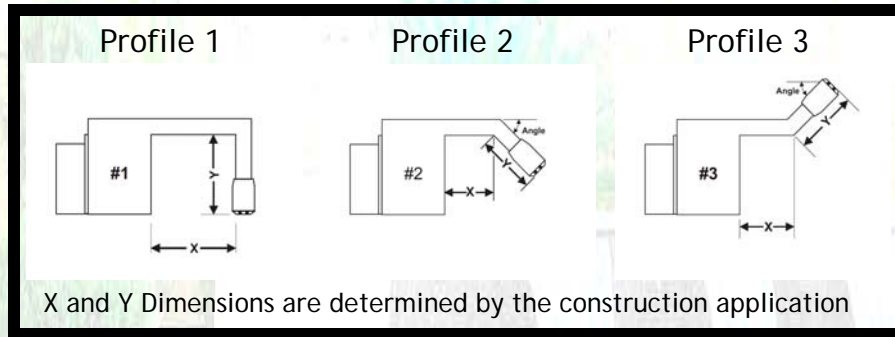 Profile 1 Profile 2 Profile 3
Angle
Angle
#1 #2 #3
Y Y Y
X X X
X and Y Dimensions are determined by the construction application